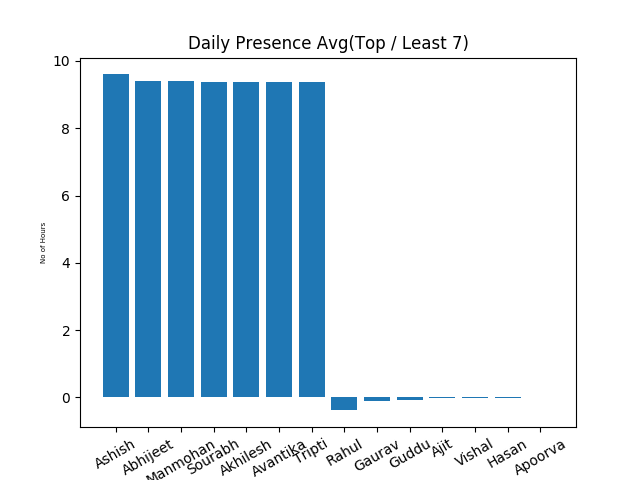 Daily Presence Avg(Top / Least 7)
No of Hours
10
8
6
4
2
0
Ashish
Abhijeet
Manmohan
Sourabh
Akhilesh
Avantika
Tripti
Rahul
Gaurav
Guddu
Ajit
Vishal
Hasan
Apoorva